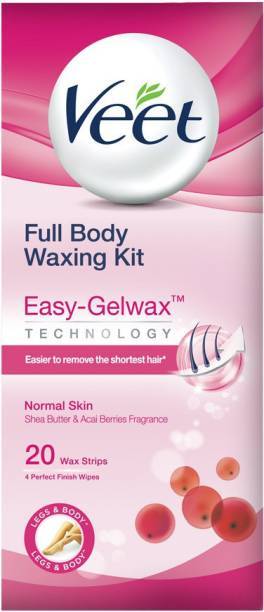 Veet
Full Body
Waxing Kit
Easy-Gelwax™
TECHNOLOGY
Easier to remove the shortest hair*
Normal Skin
Shea Butter & Acai Berries Fragrance
20 Wax Strips
4 Perfect Finish Wipes
LEGS & BODY*
LEGS & BODY*